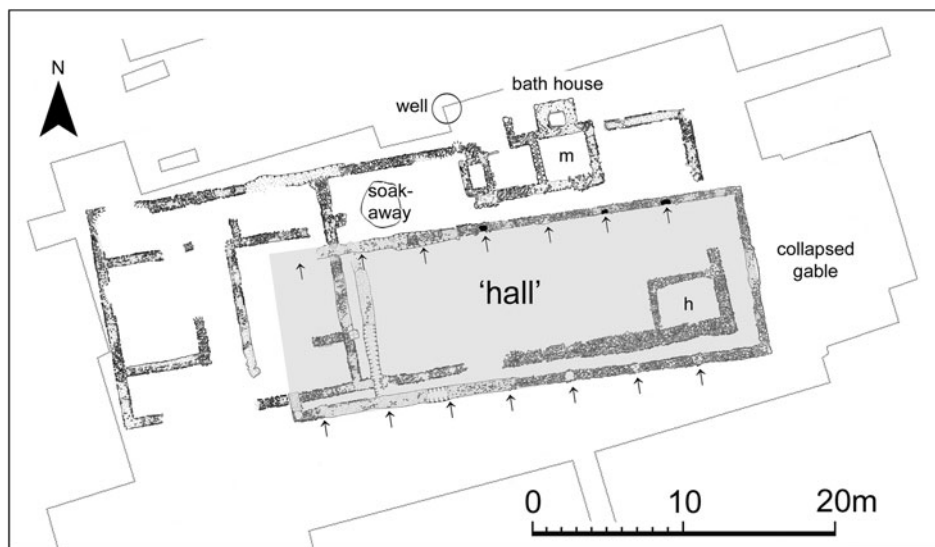 N
well
bath house
m
soak-
away
collapsed
gable
‘hall’
h
0 10 20m